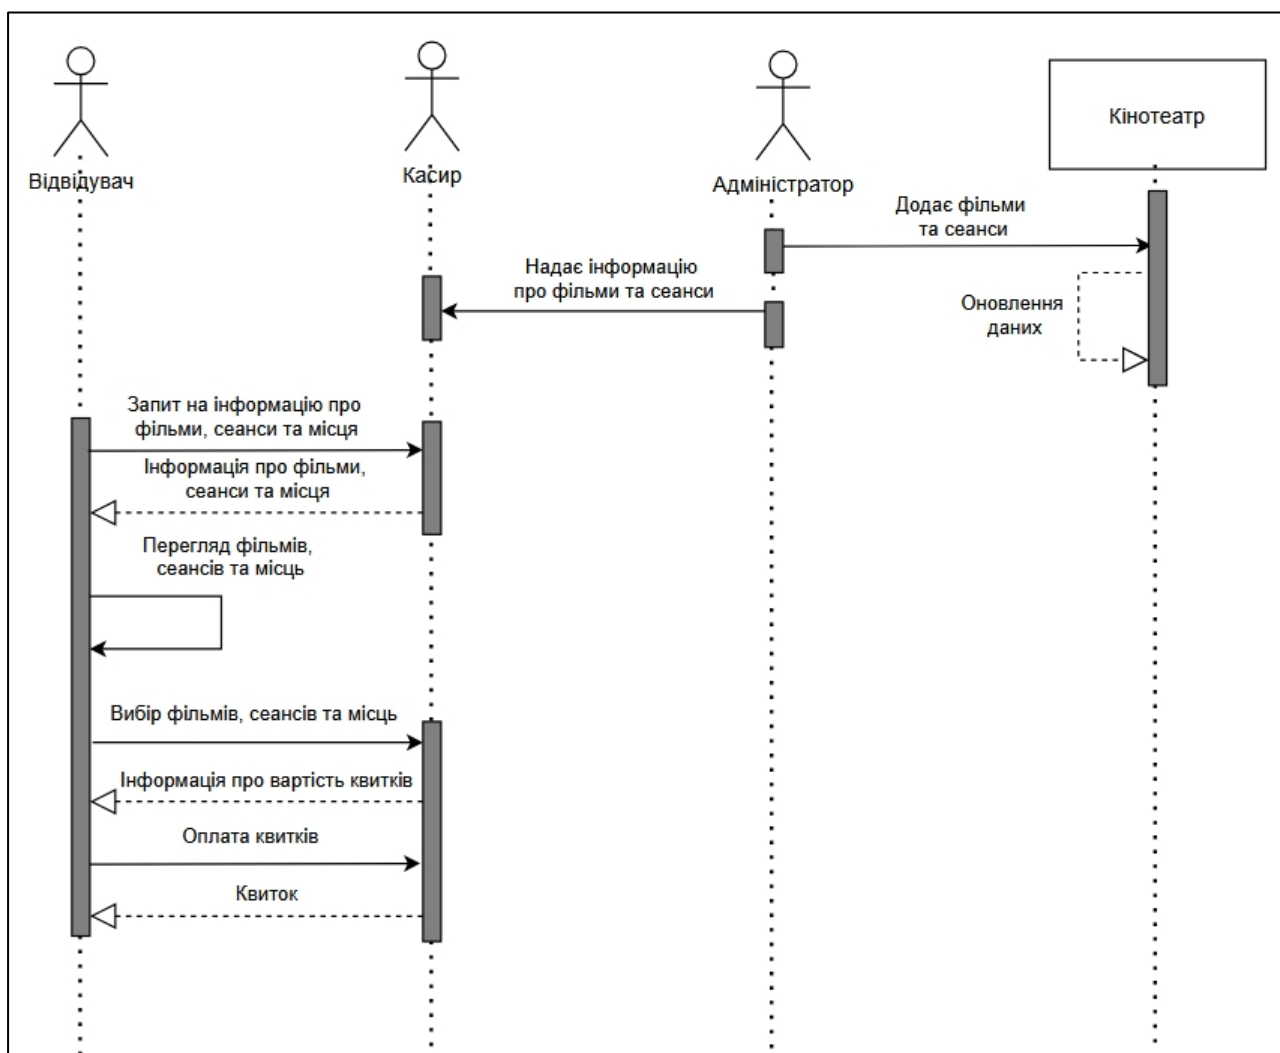 Відвідувач
Касир
Адміністратор
Кінотеатр
Додає фільми
та сеанси
Надає інформацію
про фільми та сеанси
Оновлення
даних
Запит на інформацію про
фільми, сеанси та місця
Інформація про фільми,
сеанси та місця
Перегляд фільмів,
сеансів та місць
Вибір фільмів, сеансів та місць
Інформація про вартість квитків
Оплата квитків
Квиток